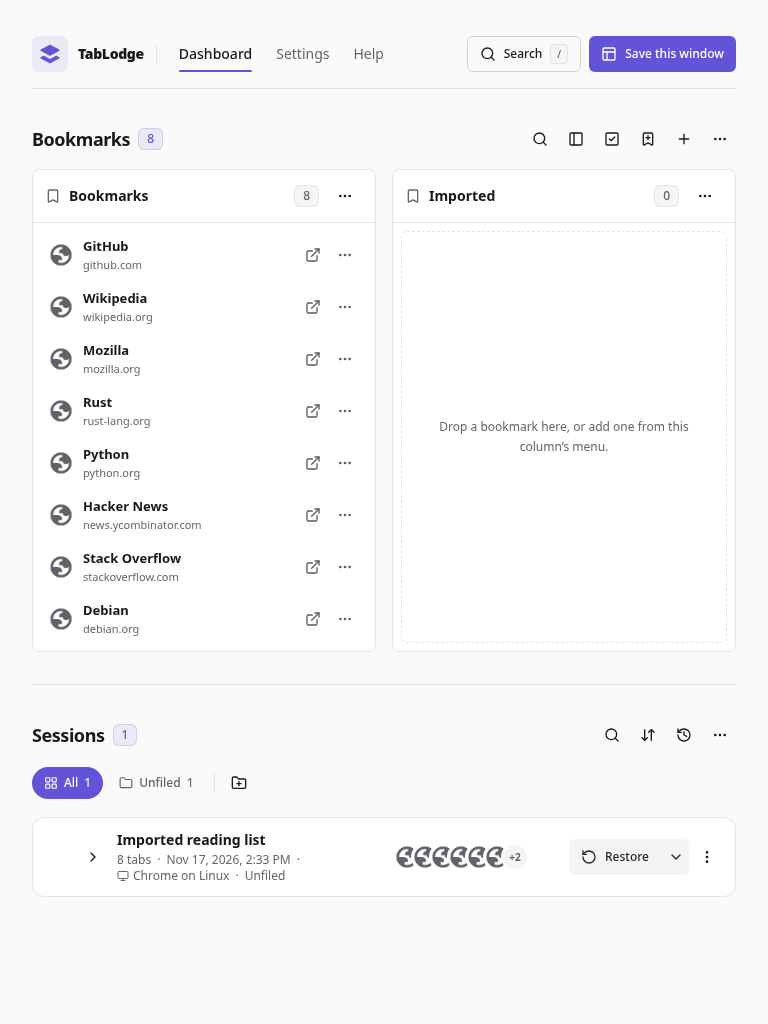 TabLodge
Dashboard
Settings
Help
Search /
Save this window
Bookmarks 8
Bookmarks 8
GitHub
github.com
Wikipedia
wikipedia.org
Mozilla
mozilla.org
Rust
rust-lang.org
Python
python.org
Hacker News
news.ycombinator.com
Stack Overflow
stackoverflow.com
Debian
debian.org
Imported 0
Drop a bookmark here, or add one from this
column’s menu.
Sessions 1
All 1
Unfiled 1
Imported reading list
8 tabs · Nov 17, 2026, 2:33 PM ·
Chrome on Linux · Unfiled
+2
Restore